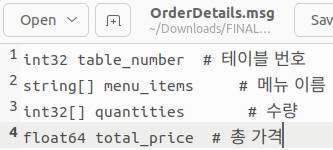 Open
OrderDetails.msg
~/Downloads/FINAL...
1 int32 table_number # 테이블 번호
2 string[] menu_items # 메뉴 이름
3 int32[] quantities # 수량
4 float64 total_price # 총 가격